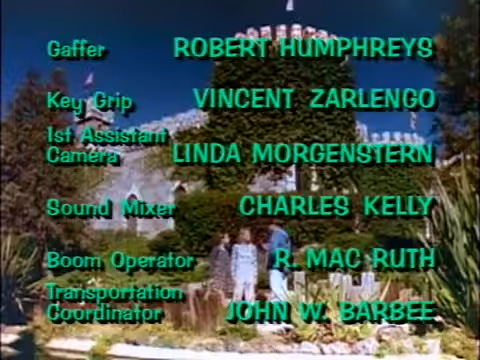 Gaffer ROBERT HUMPHREYS
Key Grip VINCENT ZARLENGO
1st Assistant
Camera LINDA MORGENSTERN
Sound Mixer CHARLES KELLY
Boom Operator R. MAC RUTH
Transportation
Coordinator JOHN W. BARBEE